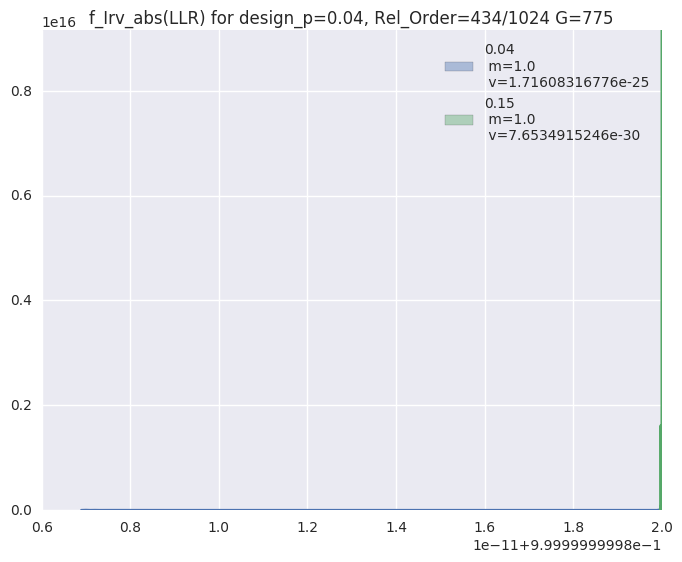 f_Irv_abs(LLR) for design_p=0.04, Rel_Order=434/1024 G=775
1e16
0.04
m=1.0
v=1.71608316776e-25
0.15
m=1.0
v=7.6534915246e-30
0.8
0.6
0.4
0.2
0.0
0.6 0.8 1.0 1.2 1.4 1.6 1.8 2.0
1e−11+9.9999999998e−1